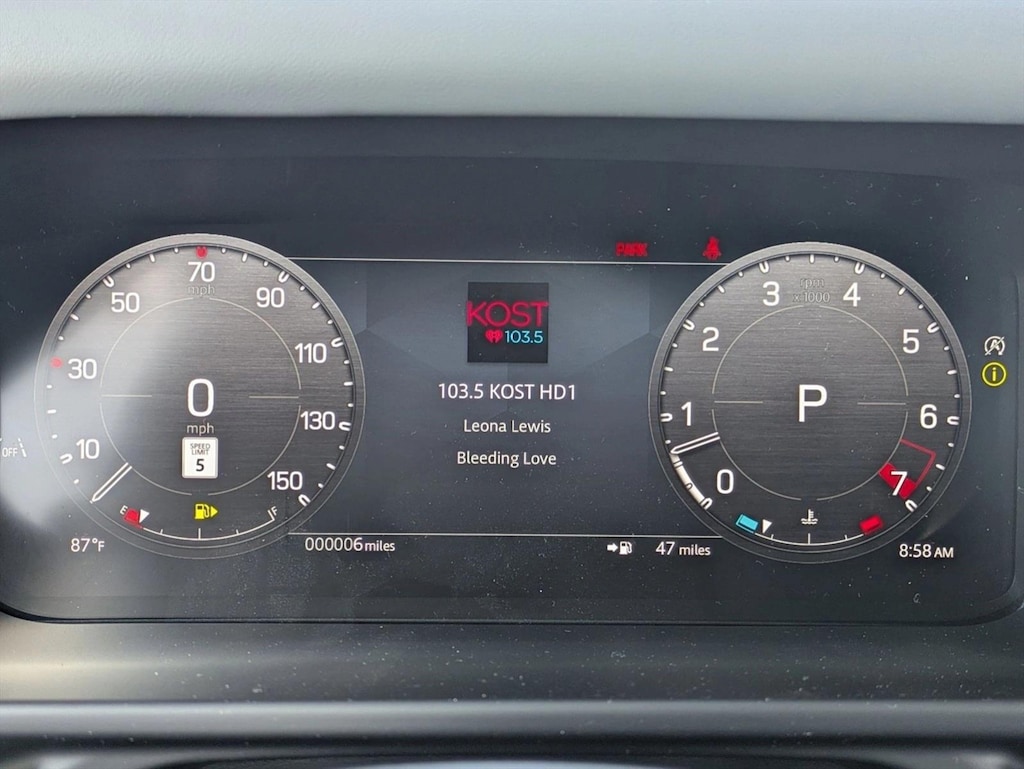 PARK
KOST
103.5
103.5 KOST HD1
Leona Lewis
Bleeding Love
10
30
50
70
mph
90
110
130
150
0
mph
SPEED
LIMIT
5
E
F
87°F
000006 miles
47 miles
0
1
2
3
rpm
x1000
4
5
6
7
P
OFF
A
i
8:58 AM